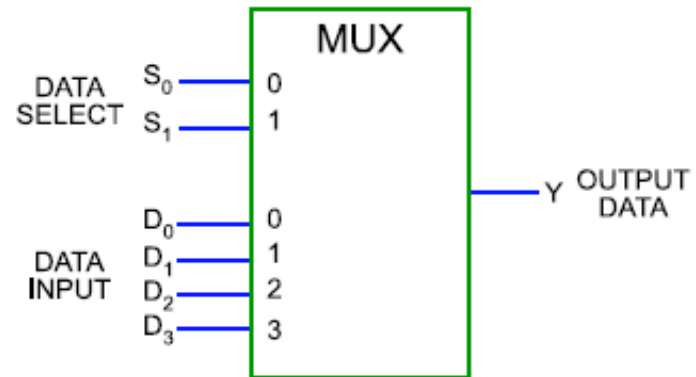 MUX
DATA
SELECT
S0 0
S1 1
Y OUTPUT
DATA
DATA
INPUT
D0 0
D1 1
D2 2
D3 3